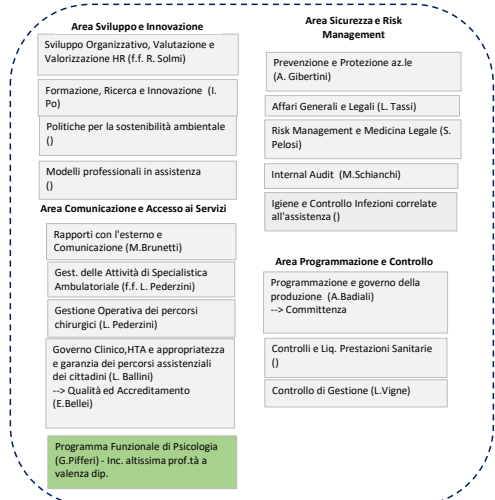 Area Sviluppo e Innovazione
Sviluppo Organizzativo, Valutazione e
Valorizzazione HR (f.f. R. Solmi)
Formazione, Ricerca e Innovazione (I.
Po)
Politiche per la sostenibilità ambientale
()
Modelli professionali in assistenza
()
Area Comunicazione e Accesso ai Servizi
Rapporti con l'esterno e
Comunicazione (M.Brunetti)
Gest. delle Attività di Specialistica
Ambulatoriale (f.f. L. Pederzini)
Gestione Operativa dei percorsi
chirurgici (L. Pederzini)
Governo Clinico,HTA e appropriatezza
e garanzia dei percorsi assistenziali
dei cittadini (L. Ballini)
--> Qualità ed Accreditamento
(E.Bellei)
Programma Funzionale di Psicologia
(G.Pifferi) - Inc. altissima prof.tà a
valenza dip.
Area Sicurezza e Risk
Management
Prevenzione e Protezione az.le
(A. Gibertini)
Affari Generali e Legali (L. Tassi)
Risk Management e Medicina Legale (S.
Pelosi)
Internal Audit (M.Schianchi)
Igiene e Controllo Infezioni correlate
all'assistenza ()
Area Programmazione e Controllo
Programmazione e governo della
produzione (A.Badiali)
--> Committenza
Controlli e Liq. Prestazioni Sanitarie
()
Controllo di Gestione (L.Vigne)